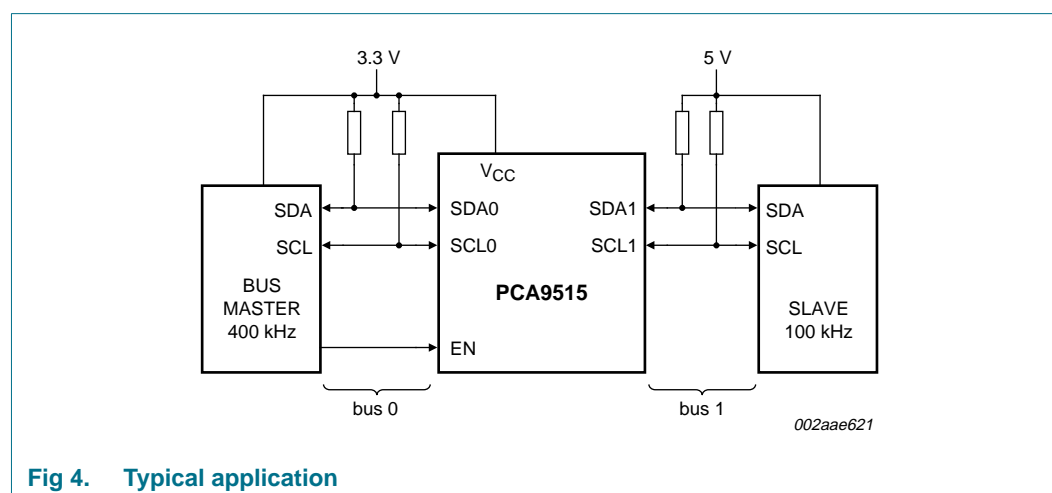 3.3 V
5 V
VCC
SDA
SDA0
SDA1
SDA
SCL
SCL0
SCL1
SCL
PCA9515
BUS
MASTER
400 kHz
SLAVE
100 kHz
EN
bus 0
bus 1
002aae621
Fig 4. Typical application